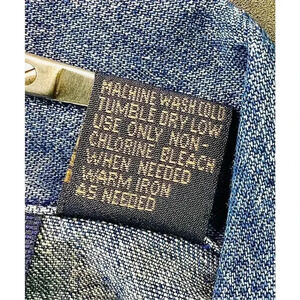 MACHINE WASH COLD
TUMBLE DRY LOW
USE ONLY NON-
CHLORINE BLEACH
WHEN NEEDED
WARM IRON
AS NEEDED